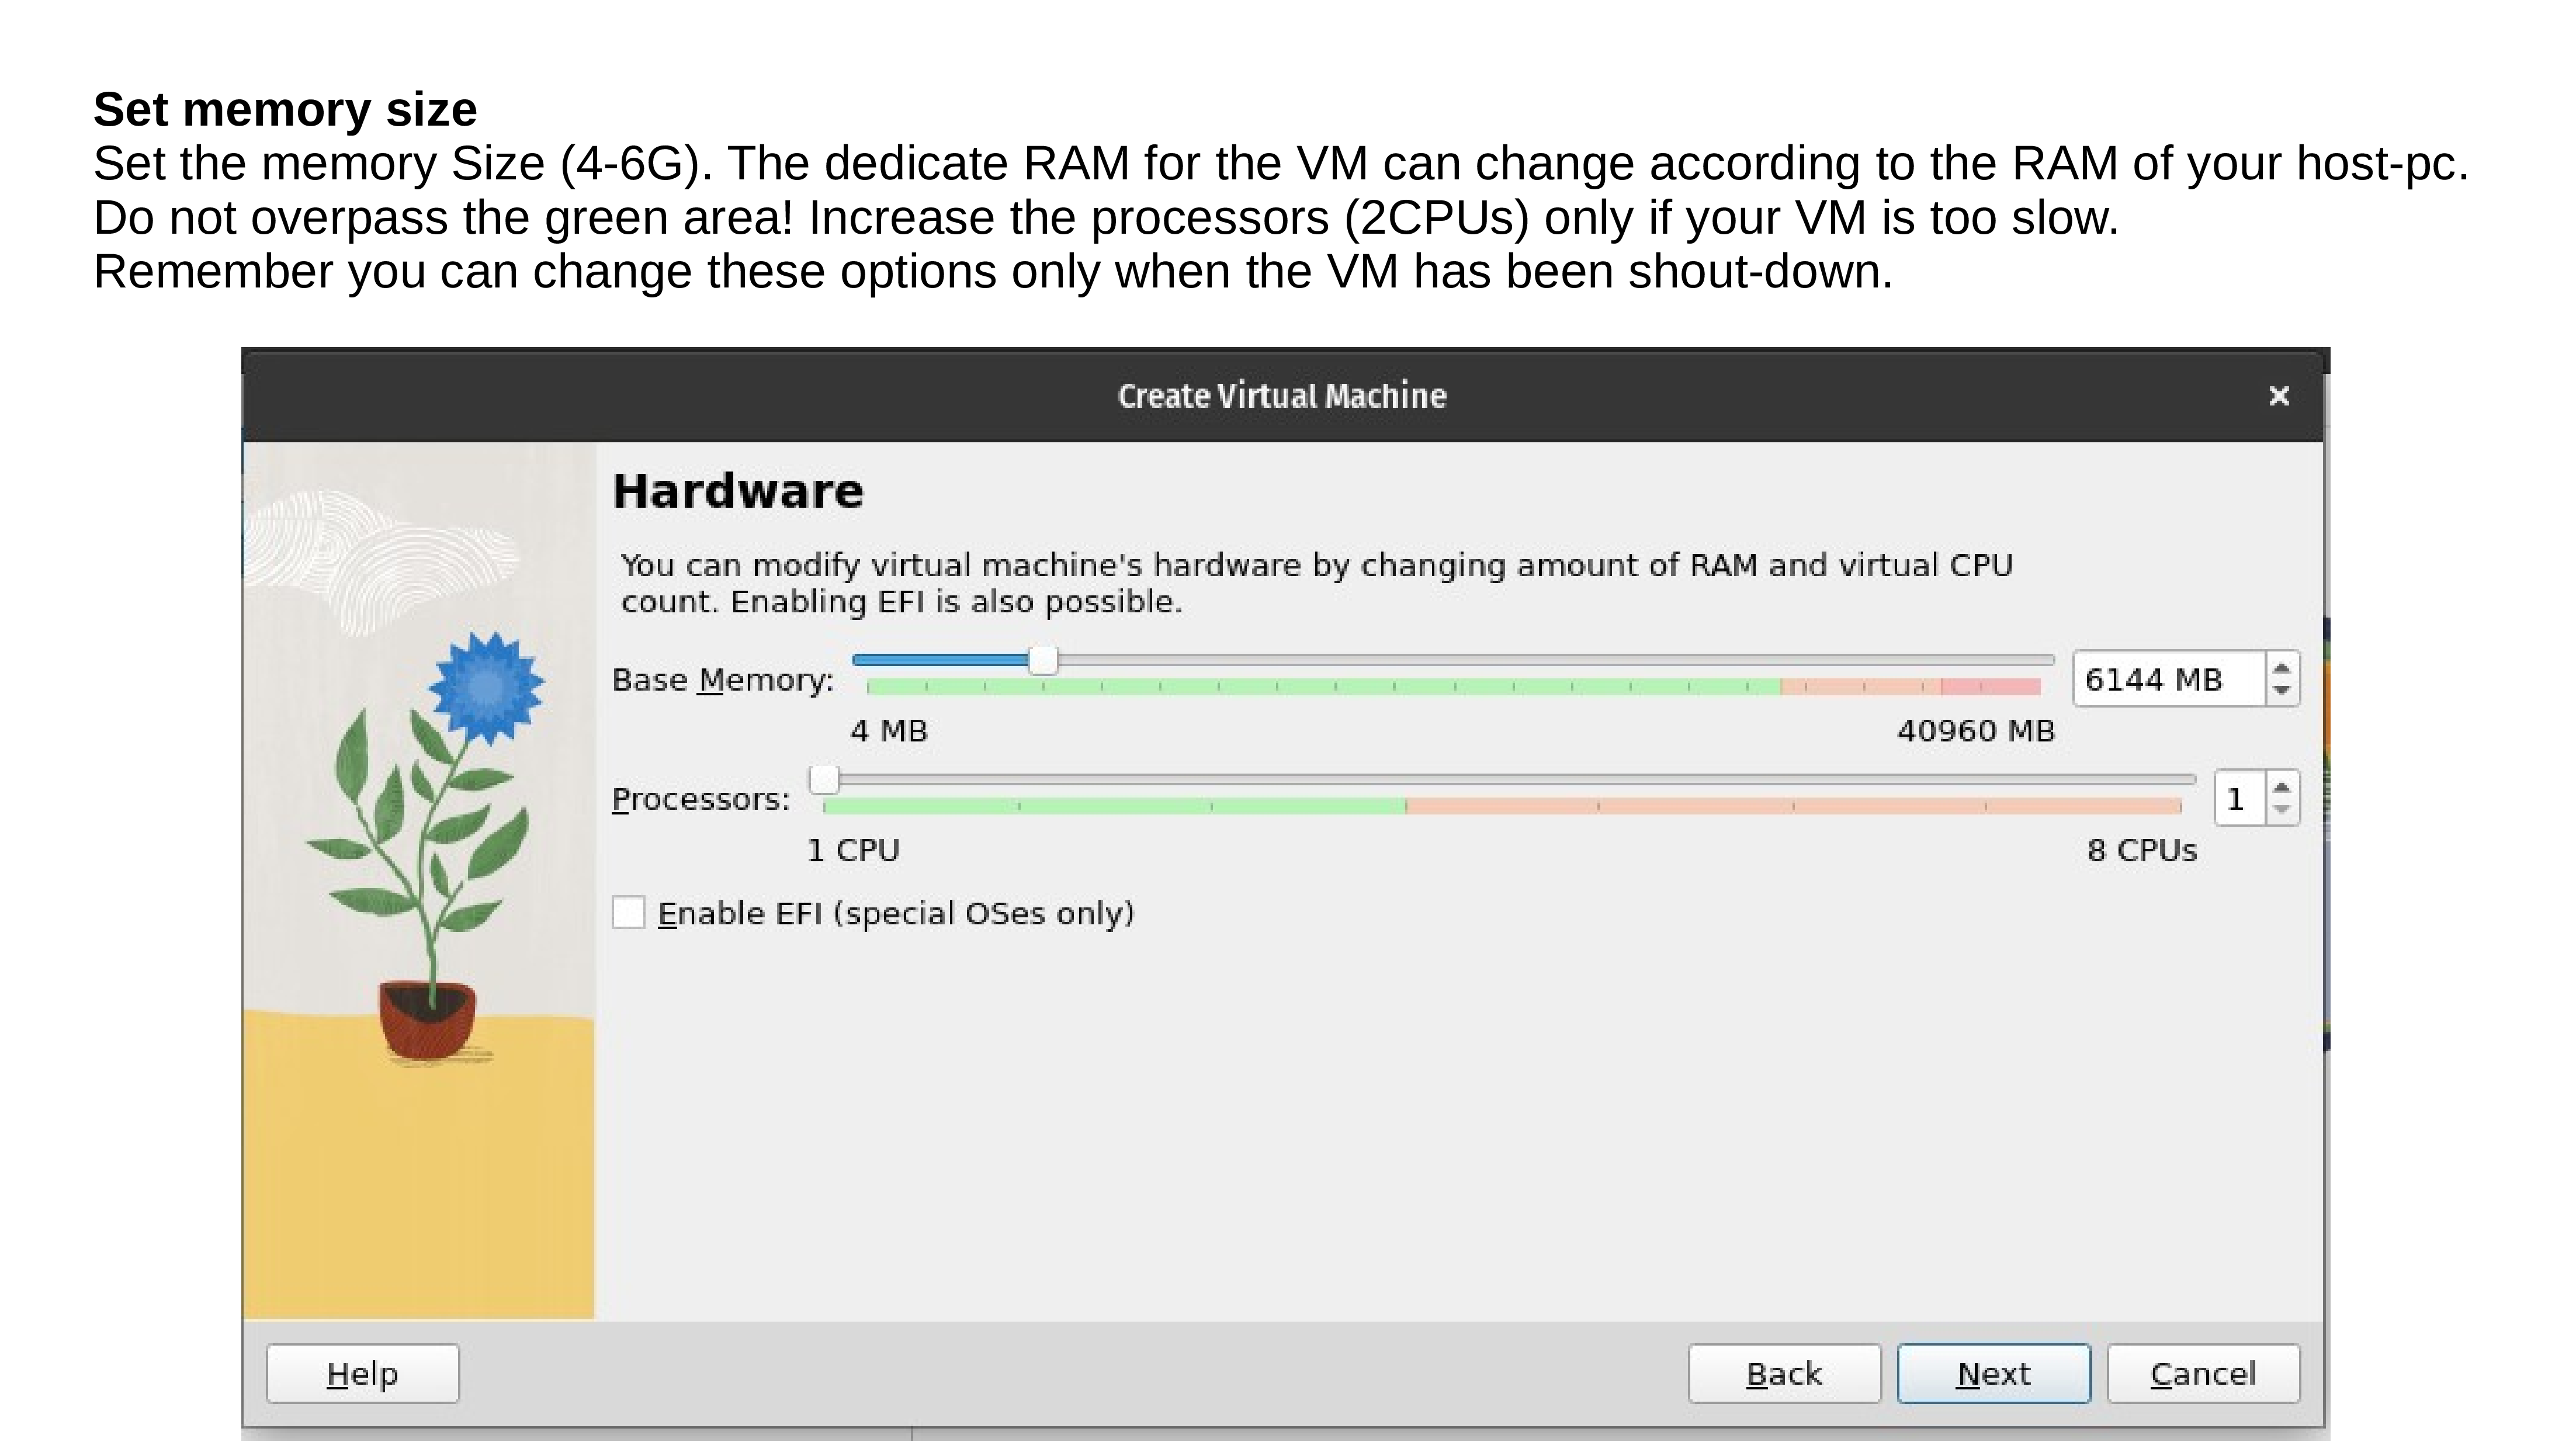 Set memory size
Set the memory Size (4-6G). The dedicate RAM for the VM can change according to the RAM of your host-pc.
Do not overpass the green area! Increase the processors (2CPUs) only if your VM is too slow.
Remember you can change these options only when the VM has been shout-down.
Create Virtual Machine
Hardware
You can modify virtual machine's hardware by changing amount of RAM and virtual CPU
count. Enabling EFI is also possible.
Base Memory:
6144 MB
4 MB
40960 MB
Processors:
1
1 CPU
8 CPUs
Enable EFI (special OSes only)
Help
Back
Next
Cancel